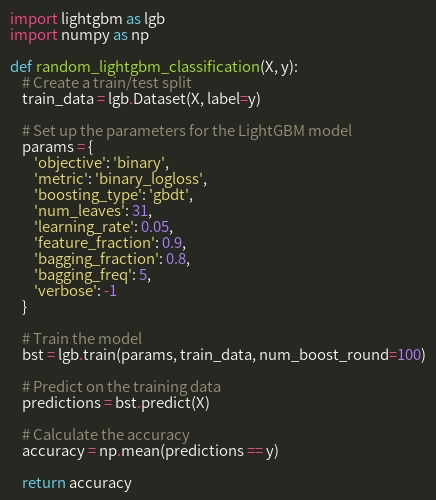 import lightgbm as lgb
import numpy as np

def random_lightgbm_classification(X, y):
    # Create a train/test split
    train_data = lgb.Dataset(X, label=y)

    # Set up the parameters for the LightGBM model
    params = {
        'objective': 'binary',
        'metric': 'binary_logloss',
        'boosting_type': 'gbdt',
        'num_leaves': 31,
        'learning_rate': 0.05,
        'feature_fraction': 0.9,
        'bagging_fraction': 0.8,
        'bagging_freq': 5,
        'verbose': -1
    }

    # Train the model
    bst = lgb.train(params, train_data, num_boost_round=100)

    # Predict on the training data
    predictions = bst.predict(X)

    # Calculate the accuracy
    accuracy = np.mean(predictions == y)

    return accuracy